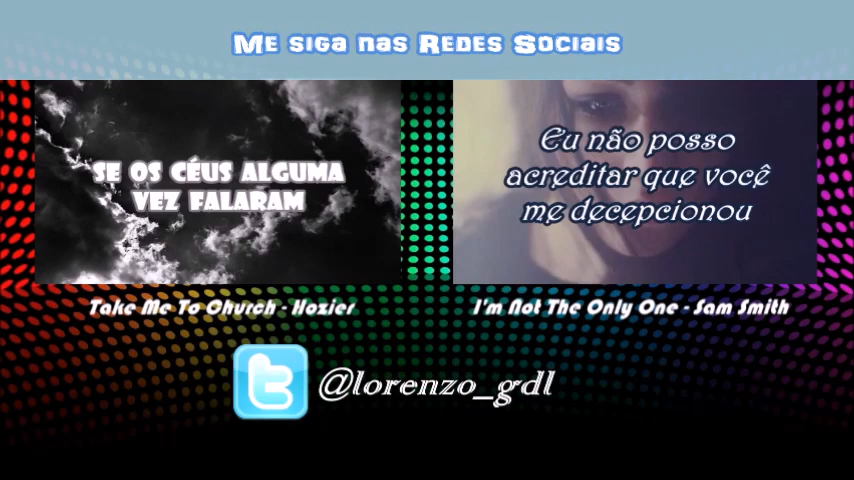 Me siga nas Redes Sociais
SE OS CÉUS ALGUMA
VEZ FALARAM
Eu não posso
acreditar que você
me decepcionou
Take Me To Church - Hozier
I'm Not The Only One - Sam Smith
@lorenzo_gdl